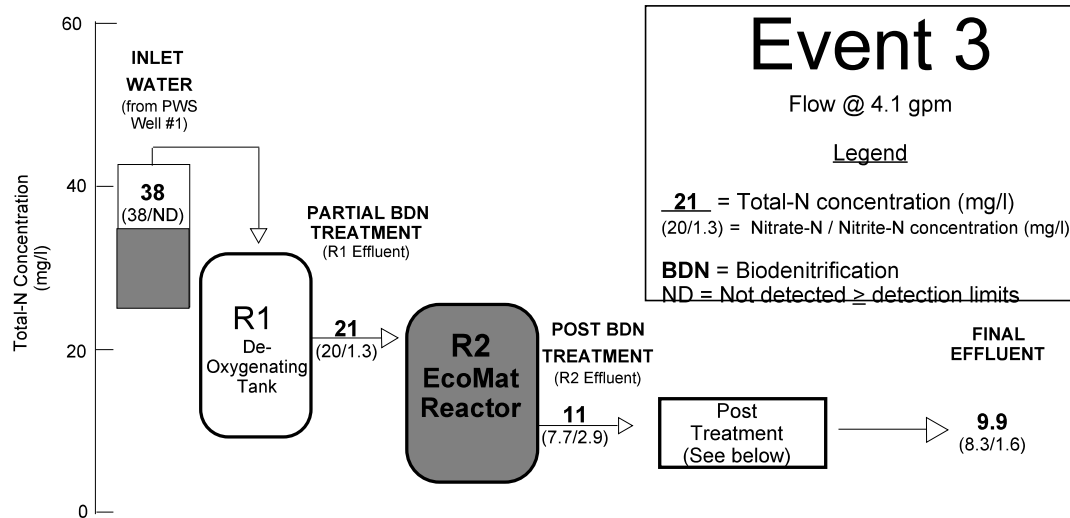 60
40
20
0
Total-N Concentration
(mg/l)
INLET
WATER
(from PWS
Well #1)
38
(38/ND)
R1
De-
Oxygenating
Tank
PARTIAL BDN
TREATMENT
(R1 Effluent)
21
(20/1.3)
R2
EcoMat
Reactor
POST BDN
TREATMENT
(R2 Effluent)
11
(7.7/2.9)
Post
Treatment
(See below)
FINAL
EFFLUENT
9.9
(8.3/1.6)
Event 3
Flow @ 4.1 gpm
Legend
21 = Total-N concentration (mg/l)
(20/1.3) = Nitrate-N / Nitrite-N concentration (mg/l)
BDN = Biodenitrification
ND = Not detected ≥ detection limits